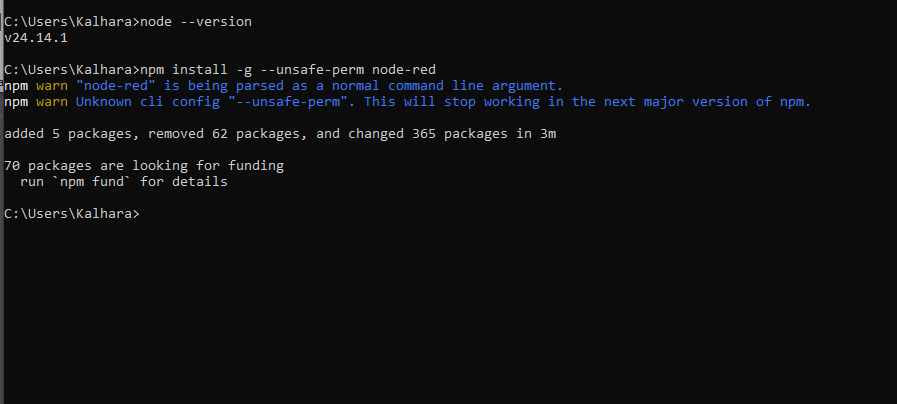 C:\Users\Kalhara>node --version
v24.14.1
C:\Users\Kalhara>npm install -g --unsafe-perm node-red
npm warn "node-red" is being parsed as a normal command line argument.
npm warn Unknown cli config "--unsafe-perm". This will stop working in the next major version of npm.
added 5 packages, removed 62 packages, and changed 365 packages in 3m
70 packages are looking for funding
  run `npm fund` for details
C:\Users\Kalhara>